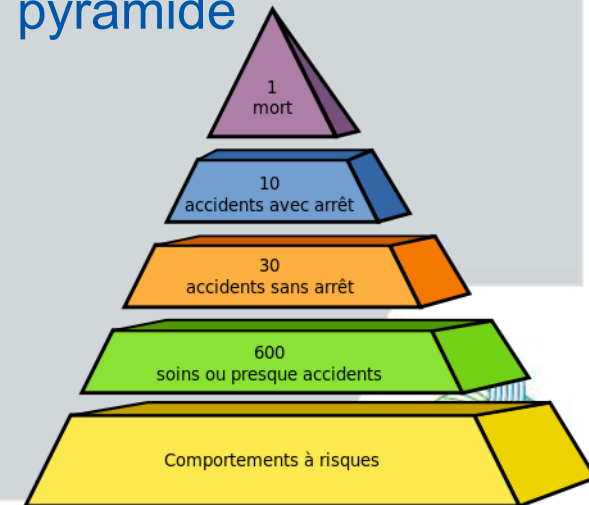 pyramide
1
mort
10
accidents avec arrêt
30
accidents sans arrêt
600
soins ou presque accidents
Comportements à risques